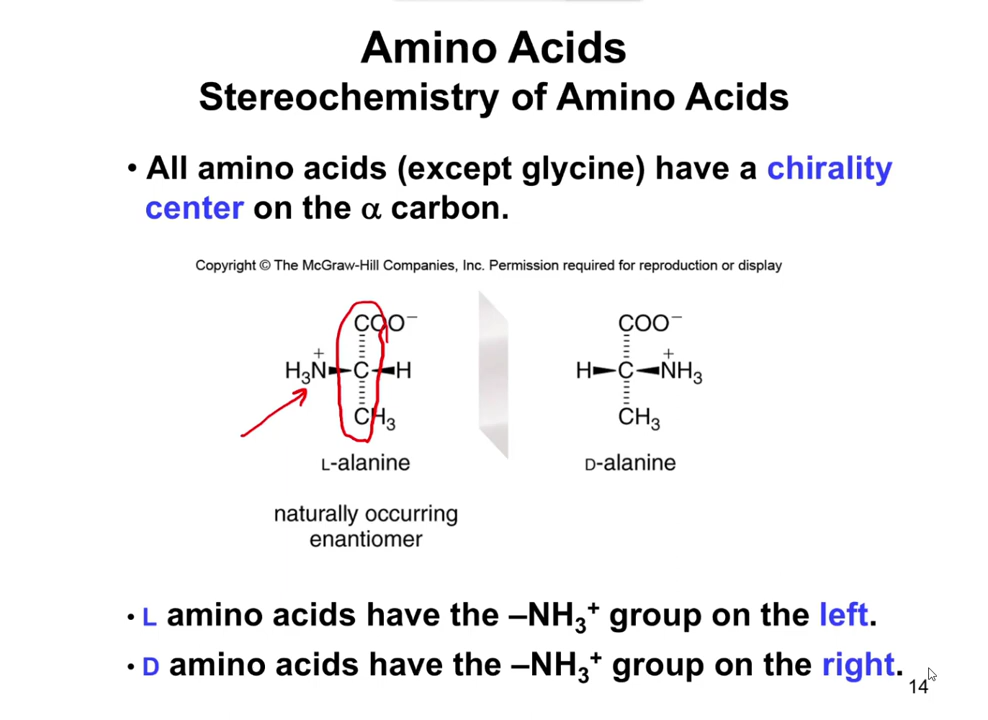 Amino Acids
Stereochemistry of Amino Acids
• All amino acids (except glycine) have a chirality
center on the α carbon.
Copyright © The McGraw-Hill Companies, Inc. Permission required for reproduction or display
COO⁻ COO⁻
+ +
H₃N C H H C NH₃
CH₃ CH₃
L-alanine D-alanine
naturally occurring
enantiomer
• L amino acids have the –NH₃⁺ group on the left.
• D amino acids have the –NH₃⁺ group on the right.
14